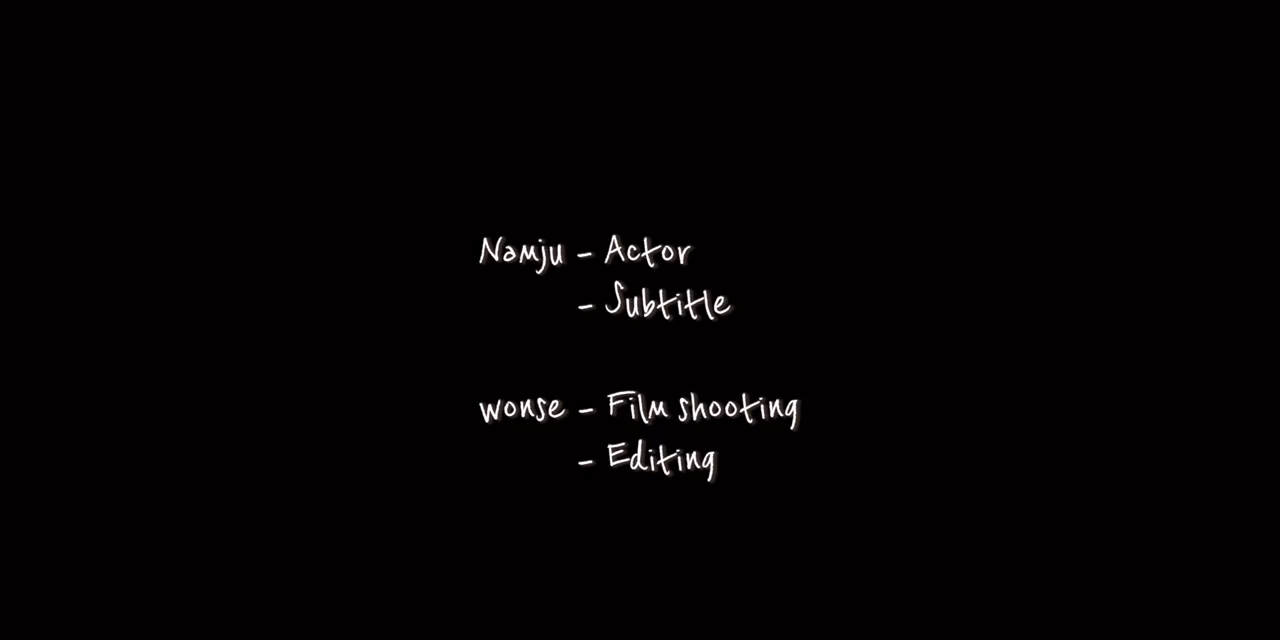 Namju - Actor
- Subtitle
wonse - Film shooting
- Editing